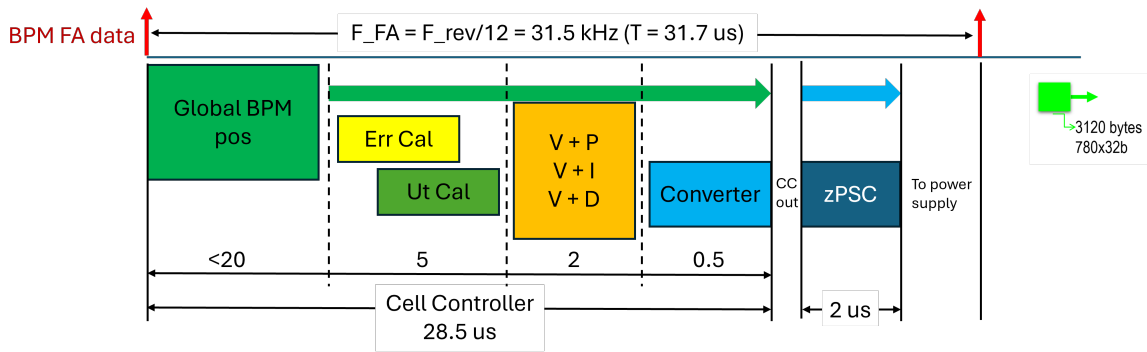 BPM FA data
F_FA = F_rev/12 = 31.5 kHz (T = 31.7 us)
Global BPM
pos
Err Cal
Ut Cal
V + P
V + I
V + D
Converter
CC
out
zPSC
To power
supply
3120 bytes
780x32b
<20
5
2
0.5
Cell Controller
28.5 us
2 us